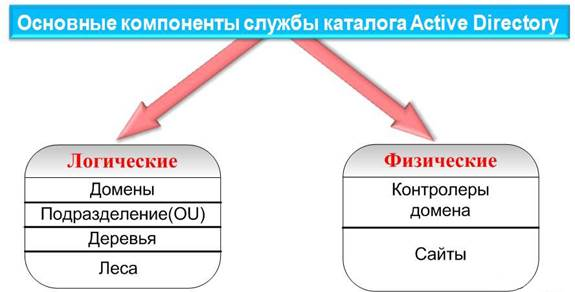 Основные компоненты службы каталога Active Directory
Логические
Домены
Подразделение(OU)
Деревья
Леса
Физические
Контролеры
домена
Сайты